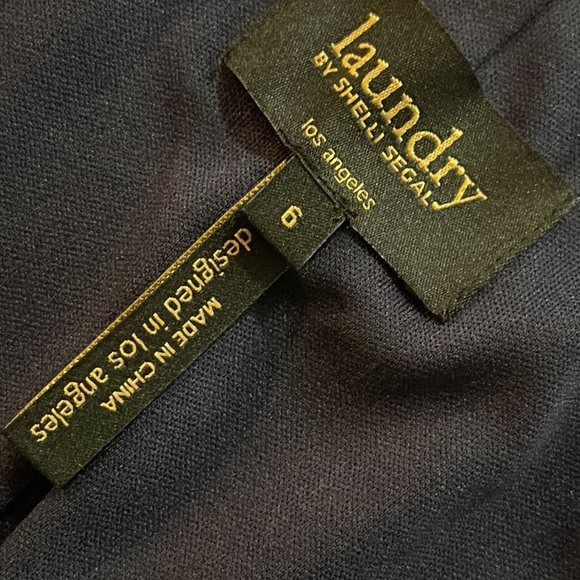 laundry
BY SHELLI SEGAL
los angeles
6
MADE IN CHINA
designed in los angeles